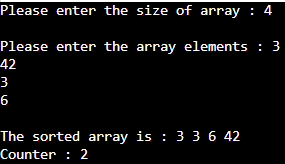 Please enter the size of array : 4
Please enter the array elements : 3
42
3
6
The sorted array is : 3 3 6 42
Counter : 2